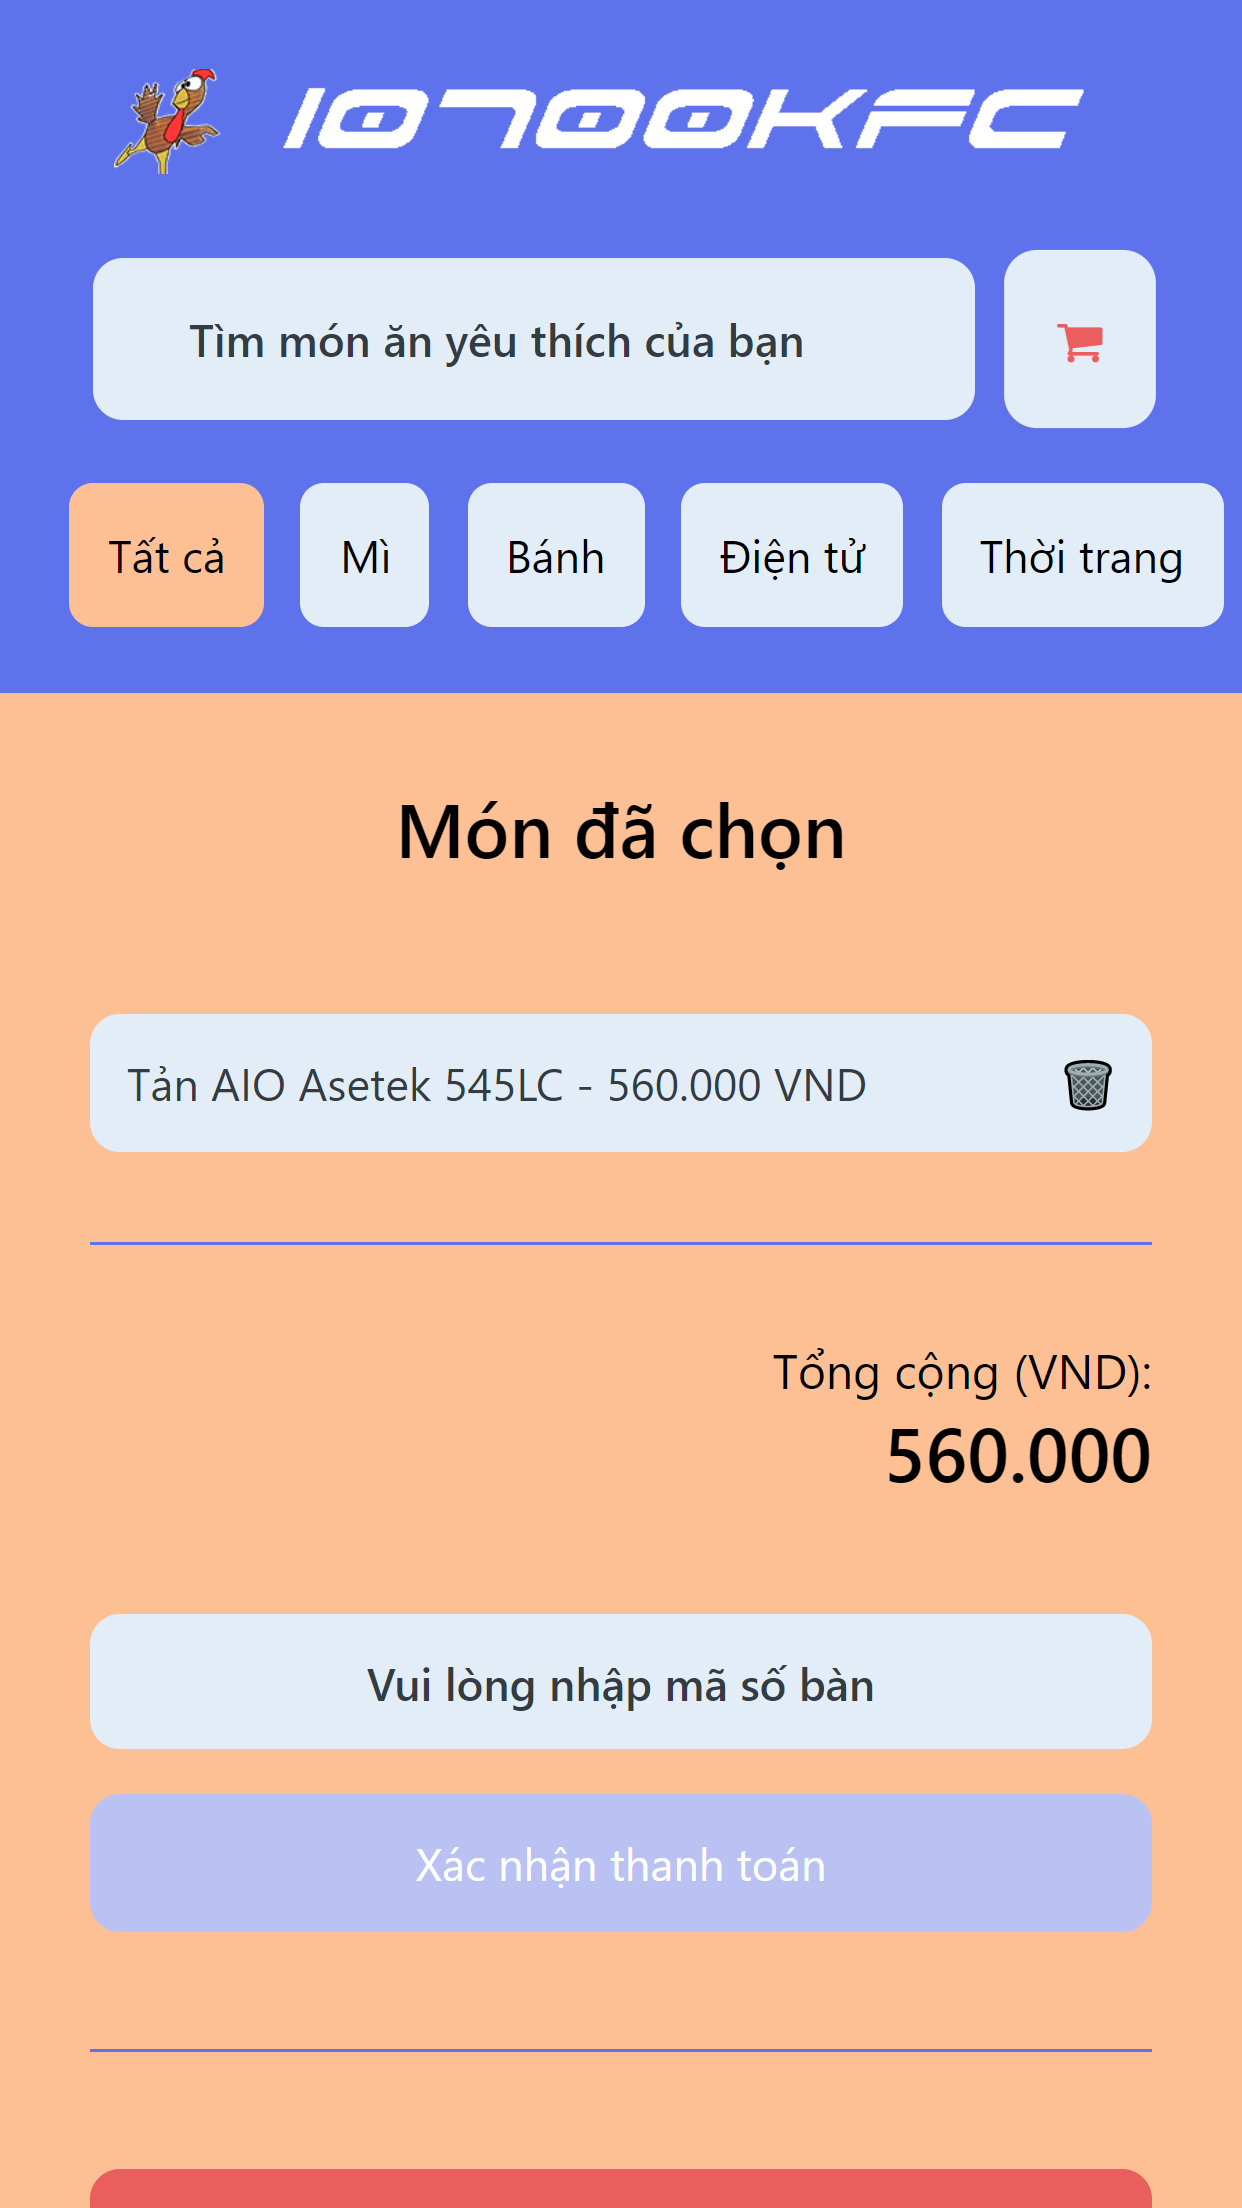 10700KFC
Tìm món ăn yêu thích của bạn
Tất cả
Mì
Bánh
Điện tử
Thời trang
Món đã chọn
Tản AIO Asetek 545LC - 560.000 VND
Tổng cộng (VND):
560.000
Vui lòng nhập mã số bàn
Xác nhận thanh toán